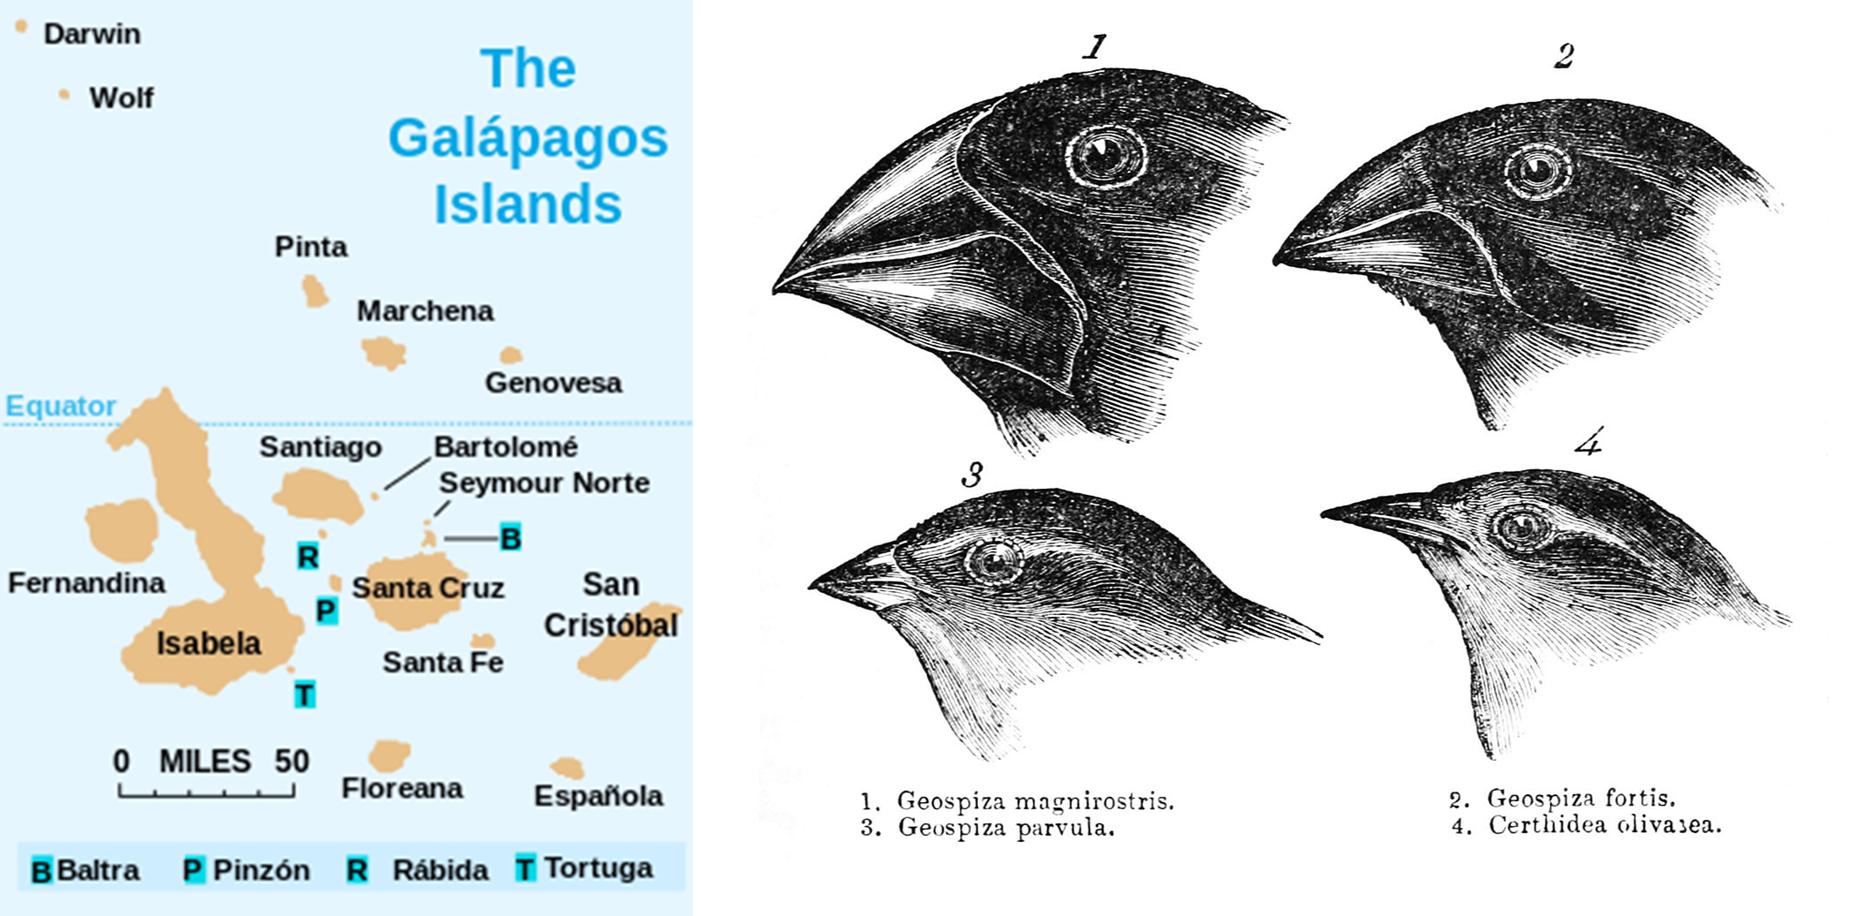 Darwin
Wolf
The
Galápagos
Islands
Pinta
Marchena
Genovesa
Equator
Santiago
Bartolomé
Seymour Norte
B
R
Fernandina
P
Santa Cruz
San
Cristóbal
Isabela
Santa Fe
T
0 MILES 50
Floreana
Española
B Baltra P Pinzón R Rábida T Tortuga
1
2
3
4
1. Geospiza magnirostris.
2. Geospiza fortis.
3. Geospiza parvula.
4. Certhidea olivasea.